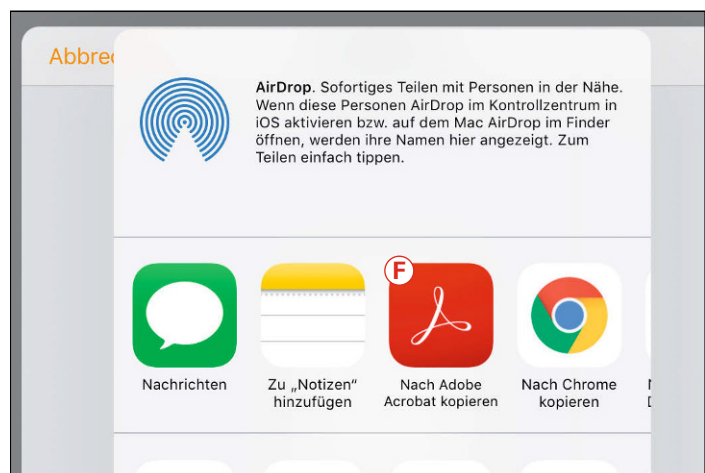 Abbre
AirDrop. Sofortiges Teilen mit Personen in der Nähe.
Wenn diese Personen AirDrop im Kontrollzentrum in
iOS aktivieren bzw. auf dem Mac AirDrop im Finder
öffnen, werden ihre Namen hier angezeigt. Zum
Teilen einfach tippen.
F
Nachrichten
Zu „Notizen“
hinzufügen
Nach Adobe
Acrobat kopieren
Nach Chrome
kopieren